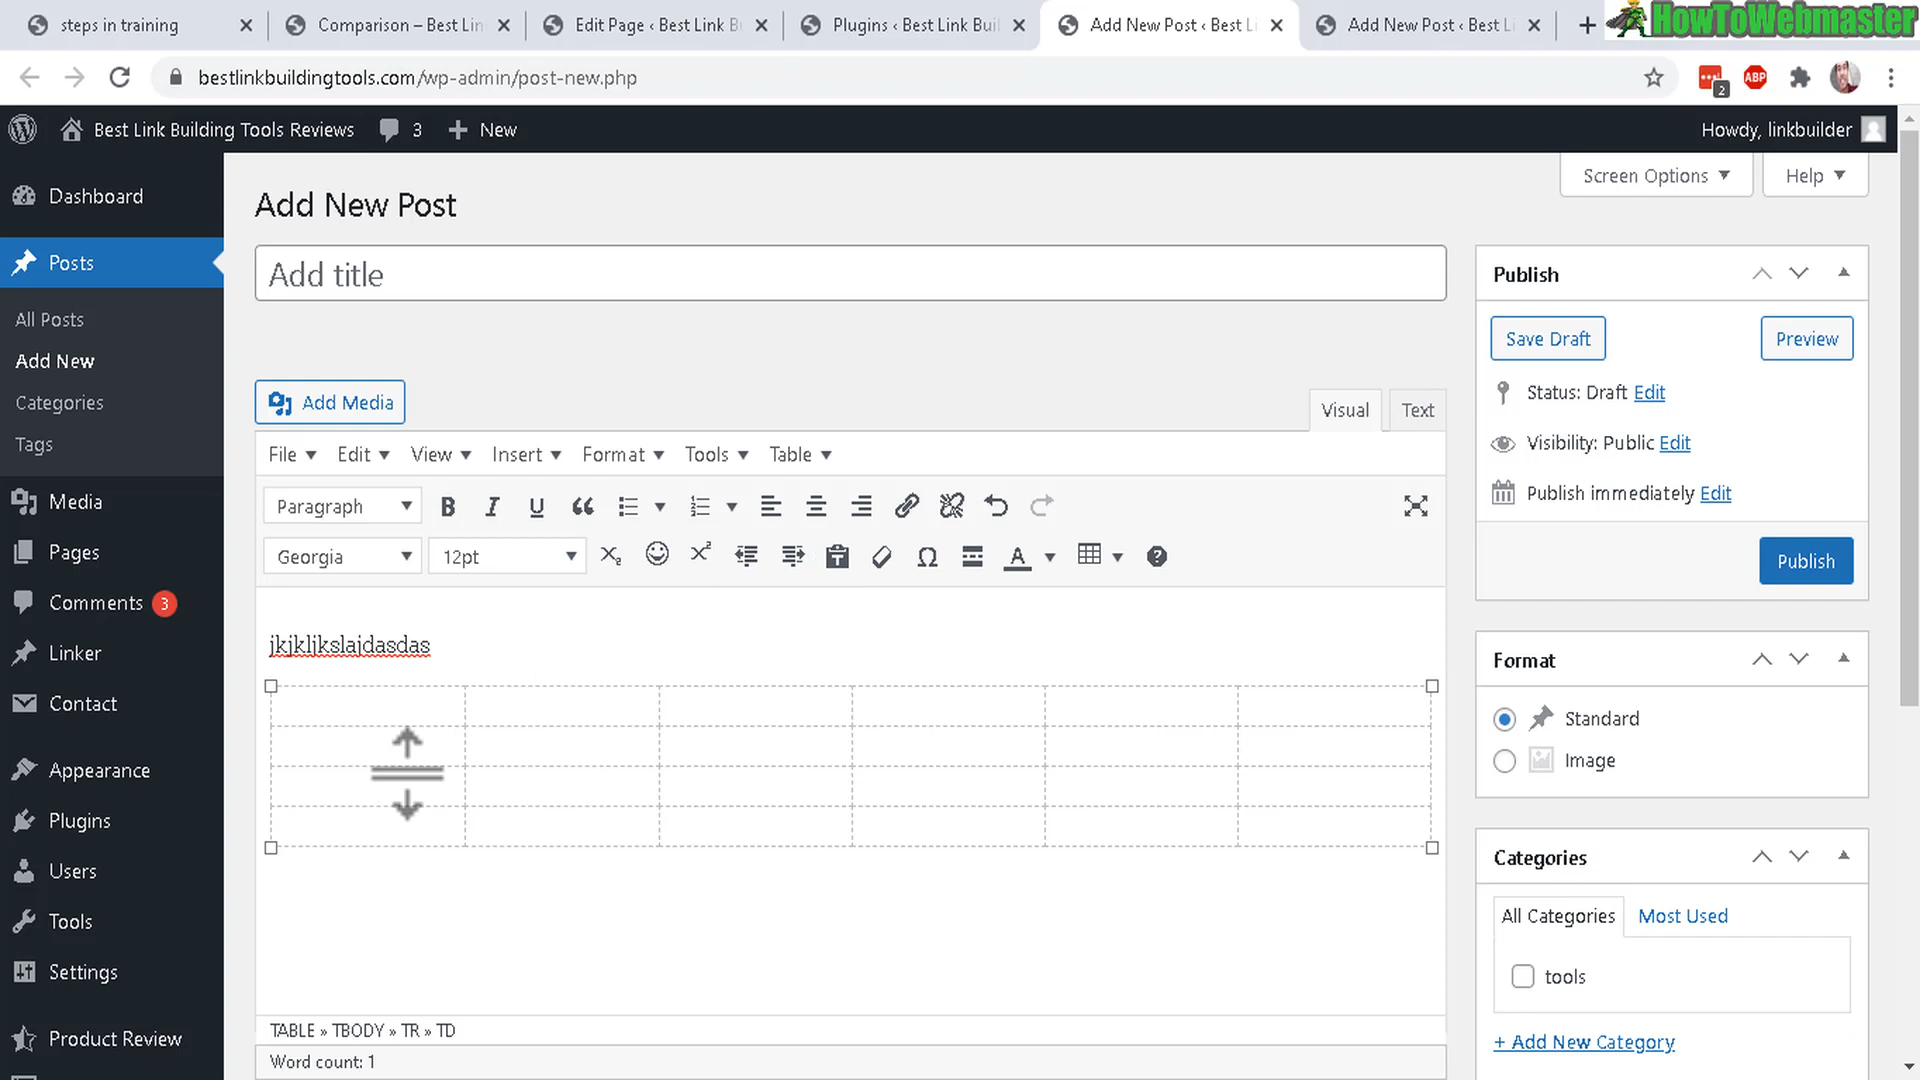 steps in training
Comparison – Best Lin
Edit Page ‹ Best Link B
Plugins ‹ Best Link Buil
Add New Post ‹ Best L
Add New Post ‹ Best L
HowToWebmaster
bestlinkbuildingtools.com/wp-admin/post-new.php
2
ABP
Best Link Building Tools Reviews
3
New
Howdy, linkbuilder
Dashboard
Posts
All Posts
Add New
Categories
Tags
Media
Pages
Comments 3
Linker
Contact
Appearance
Plugins
Users
Tools
Settings
Product Review
Screen Options
Help
Add New Post
Add title
Add Media
Visual
Text
File
Edit
View
Insert
Format
Tools
Table
Paragraph
Georgia
12pt
jkjkljkslajdasdas
TABLE » TBODY » TR » TD
Word count: 1
Publish
Save Draft
Preview
Status: Draft Edit
Visibility: Public Edit
Publish immediately Edit
Publish
Format
Standard
Image
Categories
All Categories
Most Used
tools
+ Add New Category